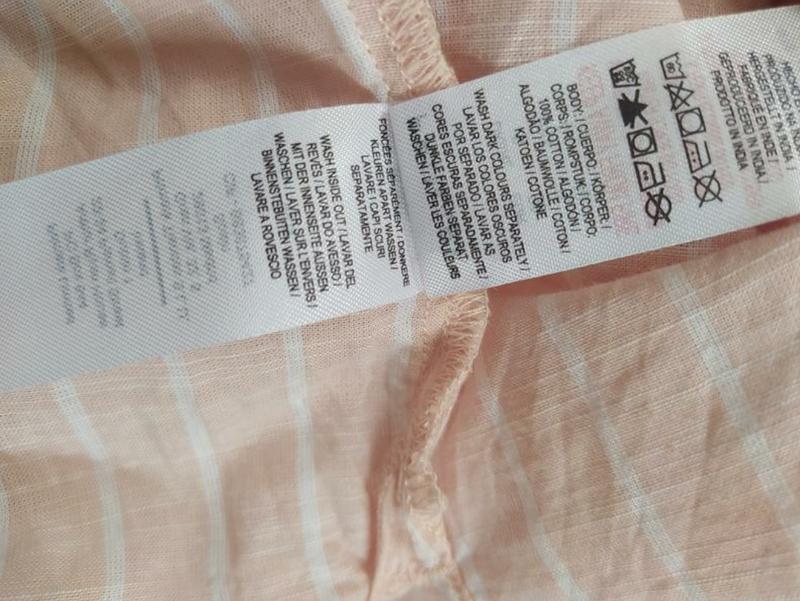 HECHO
PRODUZIDO NA
HERGESTELLT IN INDIEN
FABRIQUÉ EN INDE /
GEPRODUCEERD IN INDIA /
PRODOTTO IN INDIA
BODY: / CUERPO: / KÖRPER: /
CORPS: / ROMPSTUK: / CORPO:
100% COTTON / ALGODÓN /
ALGODÃO / BAUMWOLLE / COTON /
KATOEN / COTONE
WASH DARK COLOURS SEPARATELY /
LAVAR LOS COLORES OSCUROS
POR SEPARADO / LAVAR AS
CORES ESCURAS SEPARADAMENTE /
DUNKLE FARBEN SEPARAT
WASCHEN / LAVER LES COULEURS
FONCÉES SÉPARÉMENT / DONKERE
KLEUREN APART WASSEN /
LAVARE I CAPI SCURI
SEPARATAMENTE
WASH INSIDE OUT / LAVAR DEL
REVÉS / LAVAR DO AVESSO /
MIT DER INNENSEITE AUSSEN
WASCHEN / LAVER SUR L'ENVERS /
BINNENSTEBUITEN WASSEN /
LAVARE A ROVESCIO